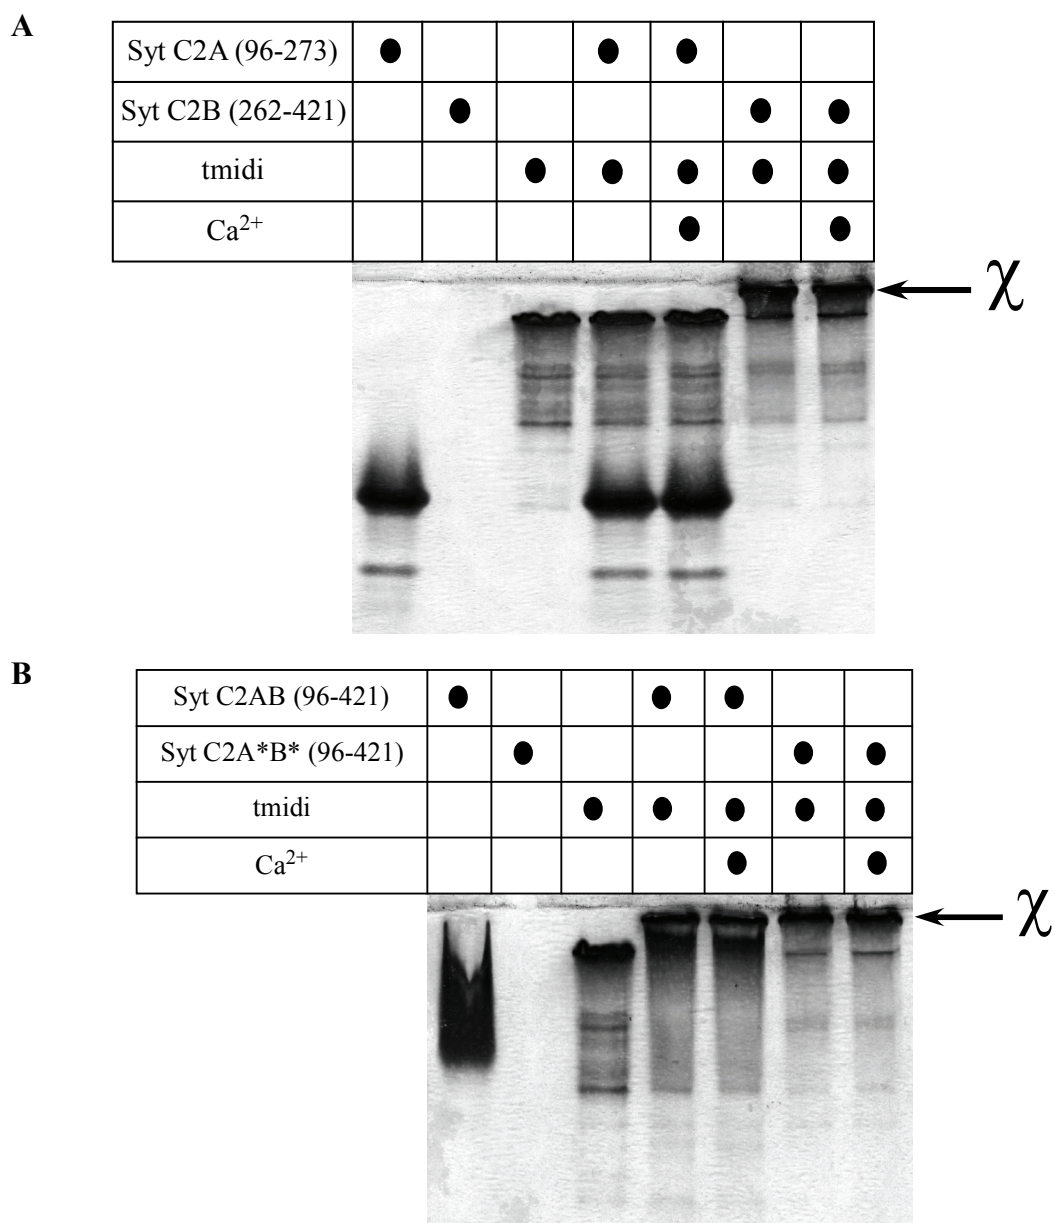 A
Syt C2A (96-273)
Syt C2B (262-421)
tmidi
Ca2+
χ
B
Syt C2AB (96-421)
Syt C2A*B* (96-421)
tmidi
Ca2+
χ